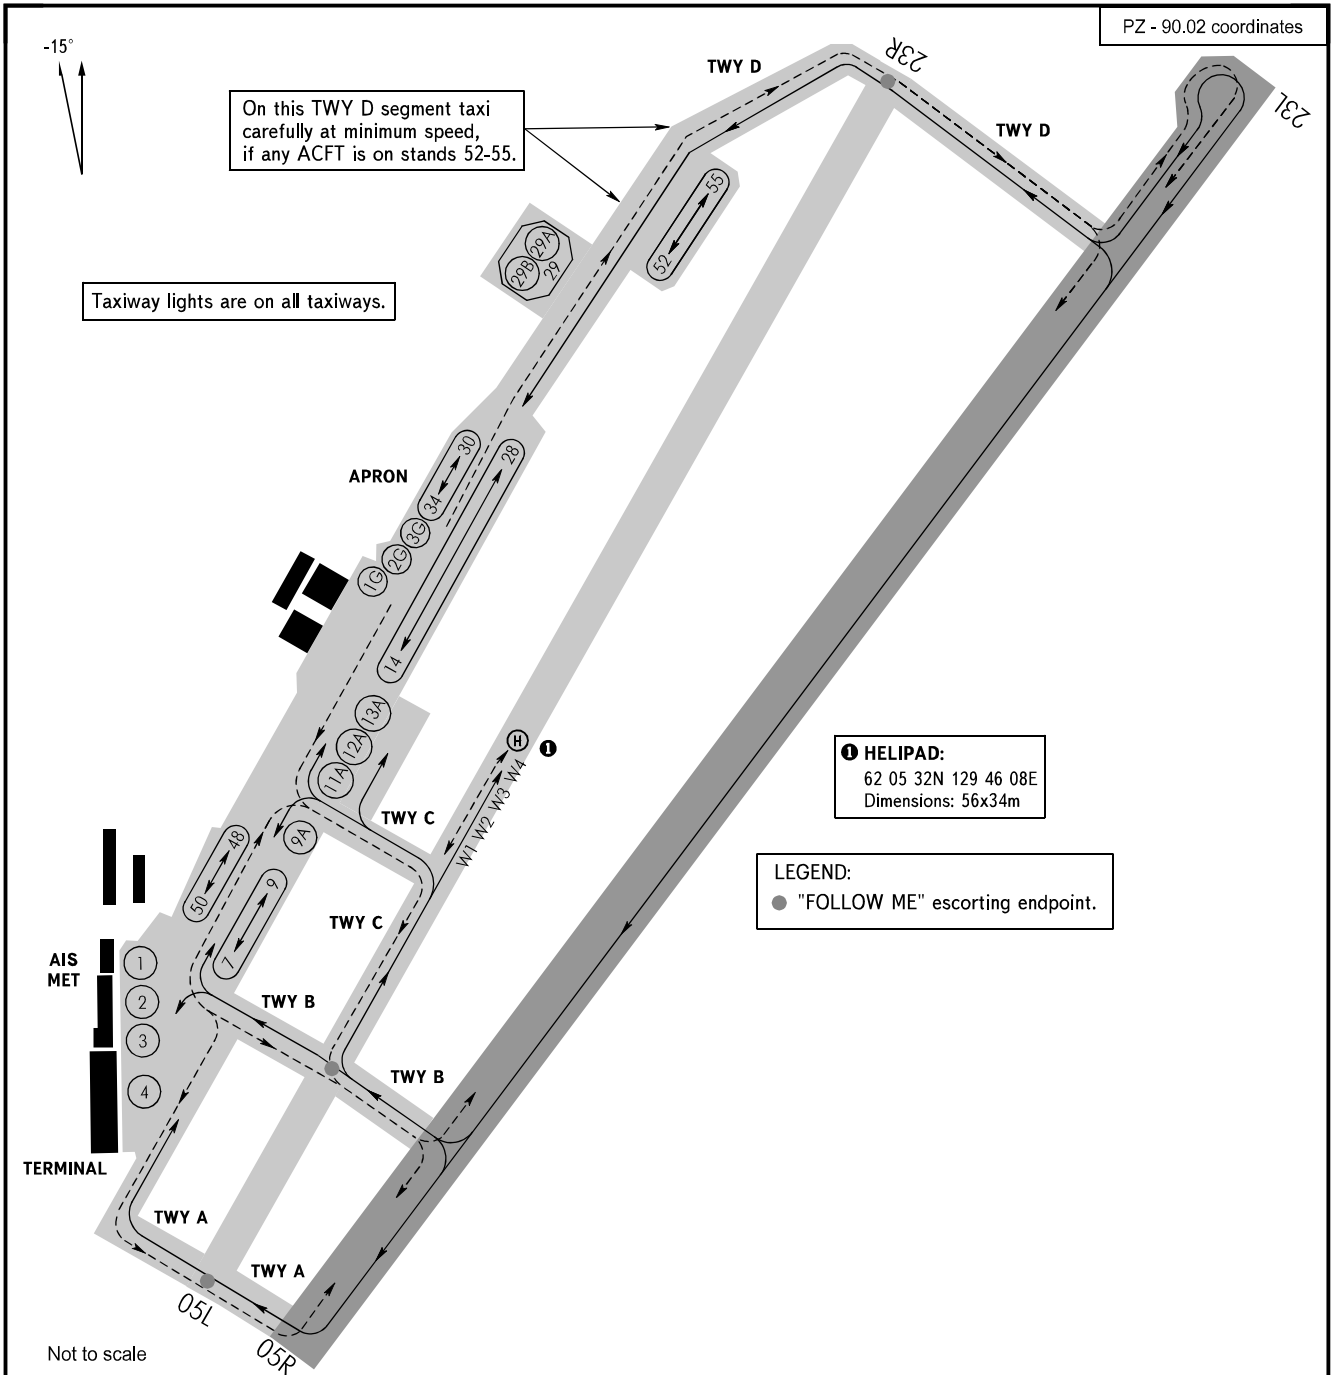 PZ - 90.02 coordinates
-15°
23R
TWY D
23L
On this TWY D segment taxi
carefully at minimum speed,
if any ACFT is on stands 52-55.
TWY D
55
52
29A
29B
29
Taxiway lights are on all taxiways.
30
28
APRON
34
3G
2G
1G
14
13A
12A
11A
H
1
1 HELIPAD:
62 05 32N 129 46 08E
Dimensions: 56x34m
W1 W2 W3 W4
TWY C
9A
48
50
9
7
LEGEND:
"FOLLOW ME" escorting endpoint.
TWY C
AIS
MET
1
2
3
4
TWY B
TWY B
TERMINAL
TWY A
TWY A
05L
05R
Not to scale